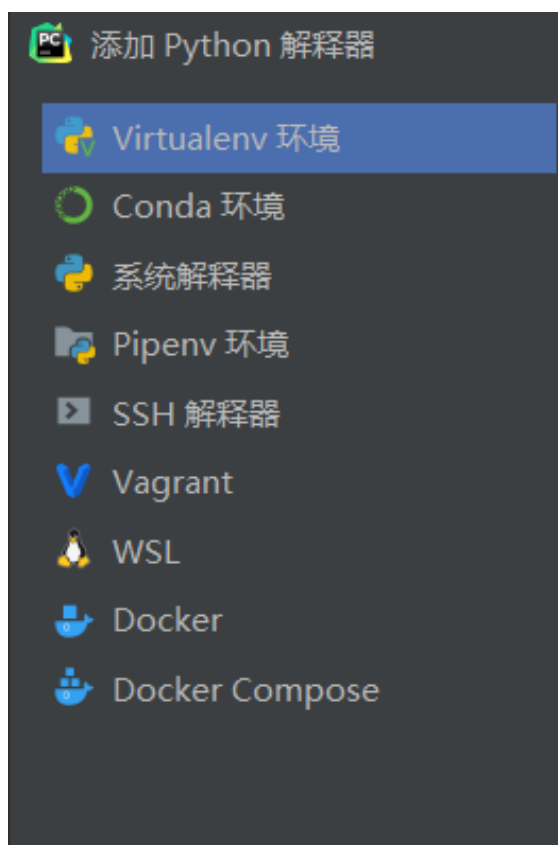 PC
添加 Python 解释器
Virtualenv 环境
Conda 环境
系统解释器
Pipenv 环境
SSH 解释器
Vagrant
WSL
Docker
Docker Compose